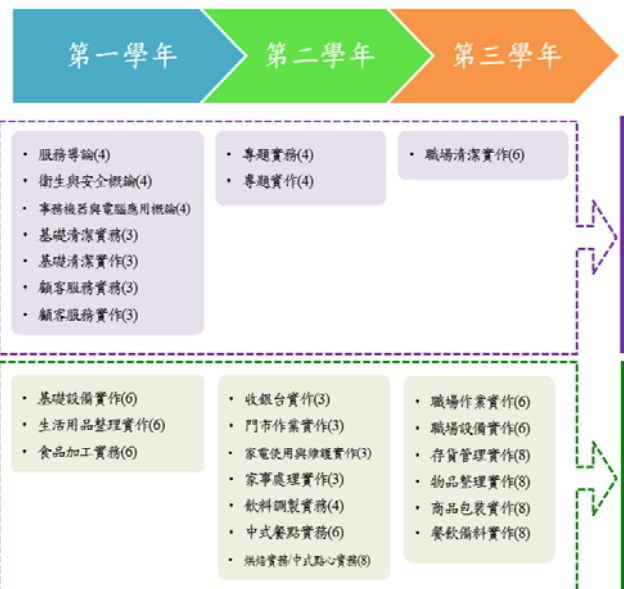 第一學年
第二學年
第三學年
• 服務導論(4)
• 衛生與安全概論(4)
• 事務機器與電腦應用概論(4)
• 基礎清潔實務(3)
• 基礎清潔實作(3)
• 顧客服務實務(3)
• 顧客服務實作(3)
• 專題實務(4)
• 專題實作(4)
• 職場清潔實作(6)
• 基礎設備實作(6)
• 生活用品整理實作(6)
• 食品加工實務(6)
• 收銀台實作(3)
• 門市作業實作(3)
• 家電使用與維護實作(3)
• 家事處理實作(3)
• 飲料調製實務(4)
• 中式餐點實務(6)
• 烘焙實務/中式點心實務(8)
• 職場作業實作(6)
• 職場設備實作(6)
• 存貨管理實作(8)
• 物品整理實作(8)
• 商品包裝實作(8)
• 餐飲備料實作(8)